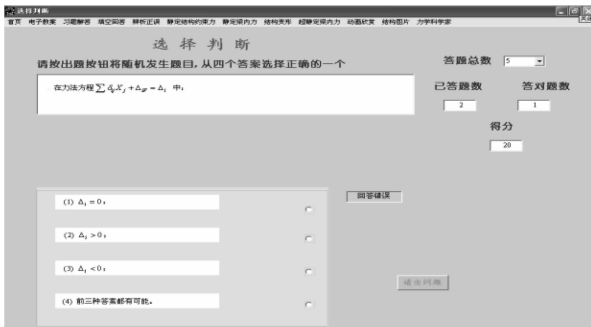 选择判断
首页 电子教案 习题解答 填空回答 辨析正误 静定结构约束力 静定梁内力 结构变形 超静定梁内力 动画欣赏 结构图片 力学科学家
选 择 判 断
请按出题按钮将随机发生题目,从四个答案选择正确的一个
答题总数 5
在力法方程∑δᵢⱼXⱼ+Δᵢₚ=Δᵢ 中:
已答题数 答对题数
2 1
得分
20
回答错误
(1) Δᵢ=0;
(2) Δᵢ>0;
(3) Δᵢ<0;
(4) 前三种答案都有可能。